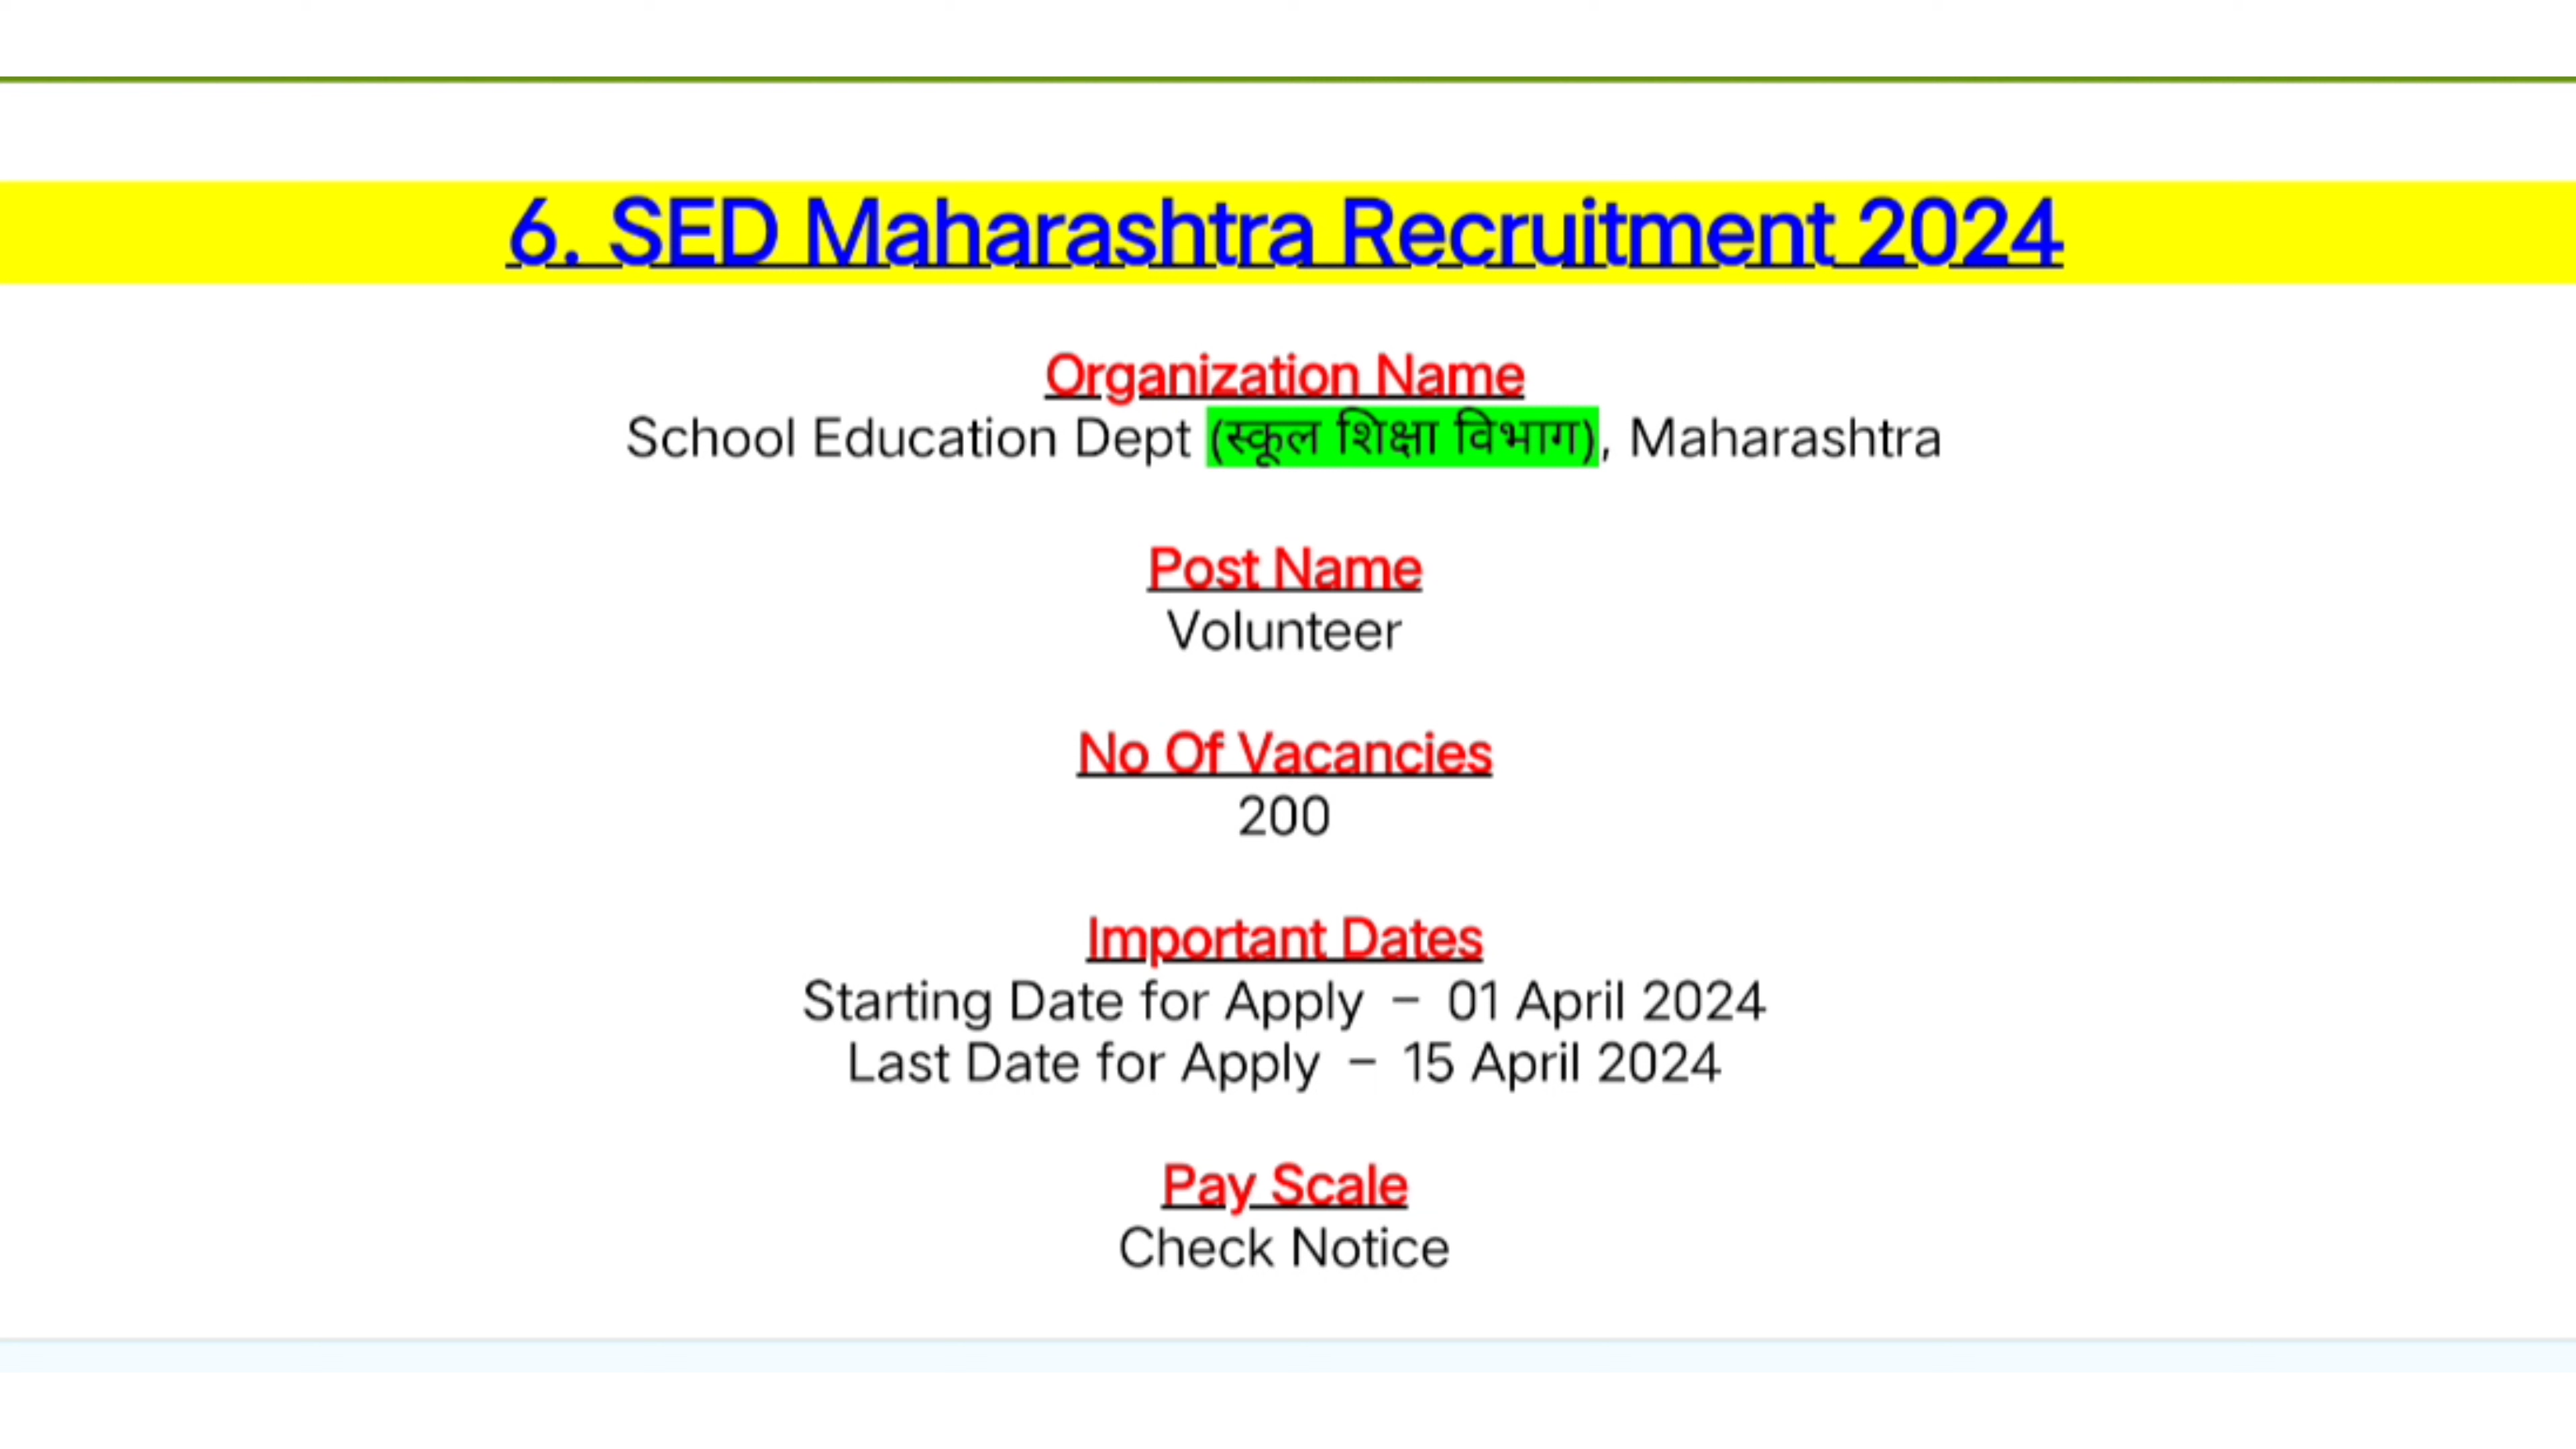 6. SED Maharashtra Recruitment 2024
Organization Name
School Education Dept (स्कूल शिक्षा विभाग), Maharashtra
Post Name
Volunteer
No Of Vacancies
200
Important Dates
Starting Date for Apply – 01 April 2024
Last Date for Apply – 15 April 2024
Pay Scale
Check Notice